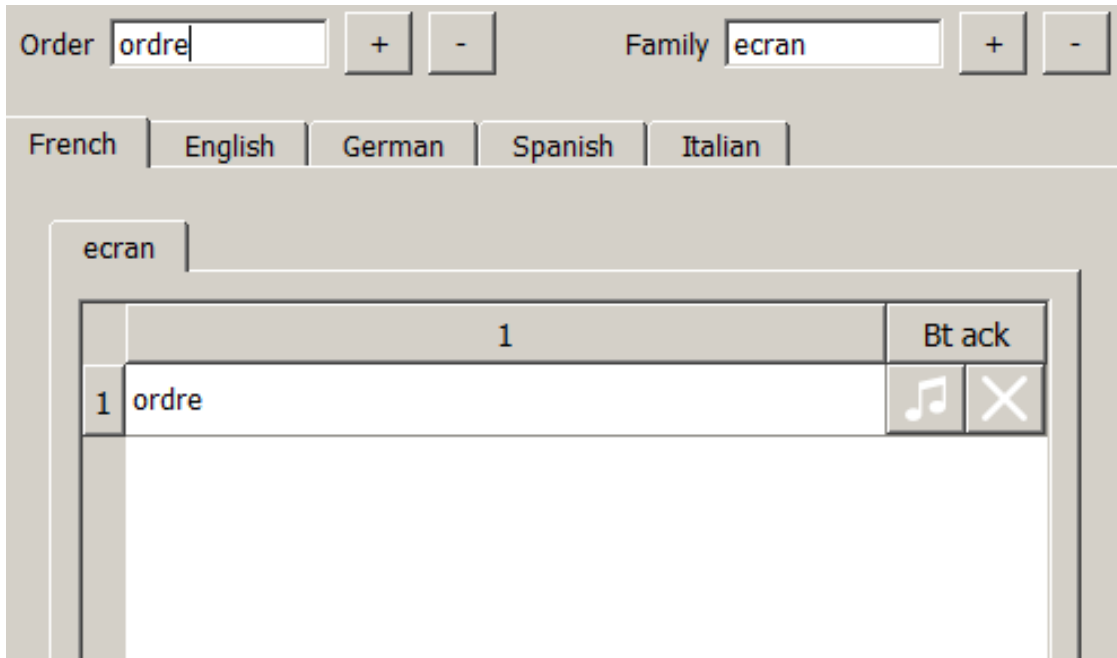 Order ordre + - Family ecran + -
French English German Spanish Italian
ecran
1 Bt ack
1 ordre